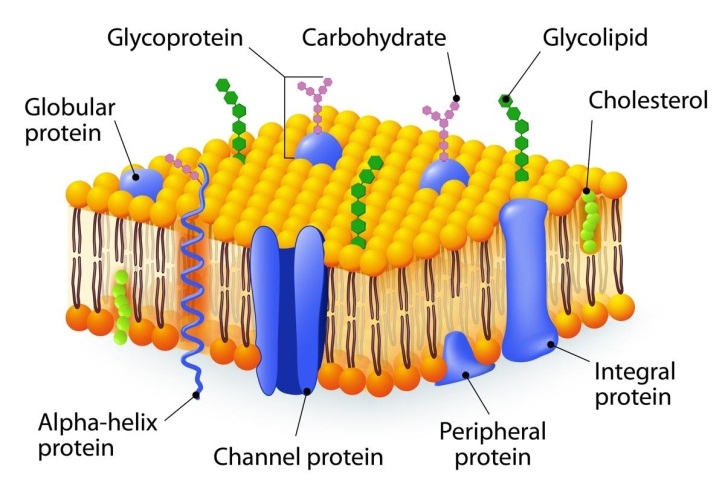 Glycoprotein
Carbohydrate
Glycolipid
Globular
protein
Cholesterol
Alpha-helix
protein
Channel protein
Peripheral
protein
Integral
protein